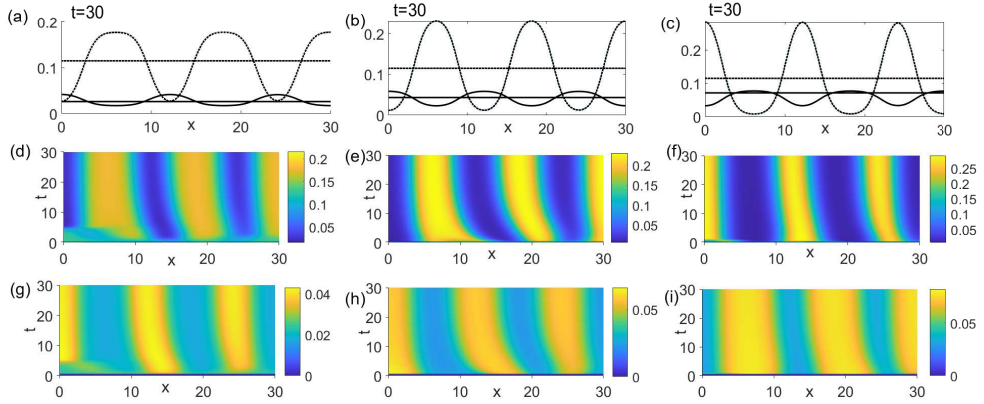 (a) t=30 (b) t=30 (c) t=30
0.2 0.2 0.2
0.1 0.1 0.1
0 0 0
0 10 x 20 30 0 10 x 20 30 0 10 x 20 30
(d) (e) (f)
30 0.2 30 0.2 30 0.25
20 0.15 20 0.15 20 0.2
t 0.1 t 0.1 t 0.15
10 0.05 10 0.05 10 0.1
0 0 0 0.05
0 10 x 20 30 0 10 x 20 30 0 10 x 20 30
(g) (h) (i)
30 0.04 30 30
20 20 0.05 20 0.05
t 0.02 t t
10 10 10
0 0 0 0 0 0
0 10 x 20 30 0 10 x 20 30 0 10 x 20 30